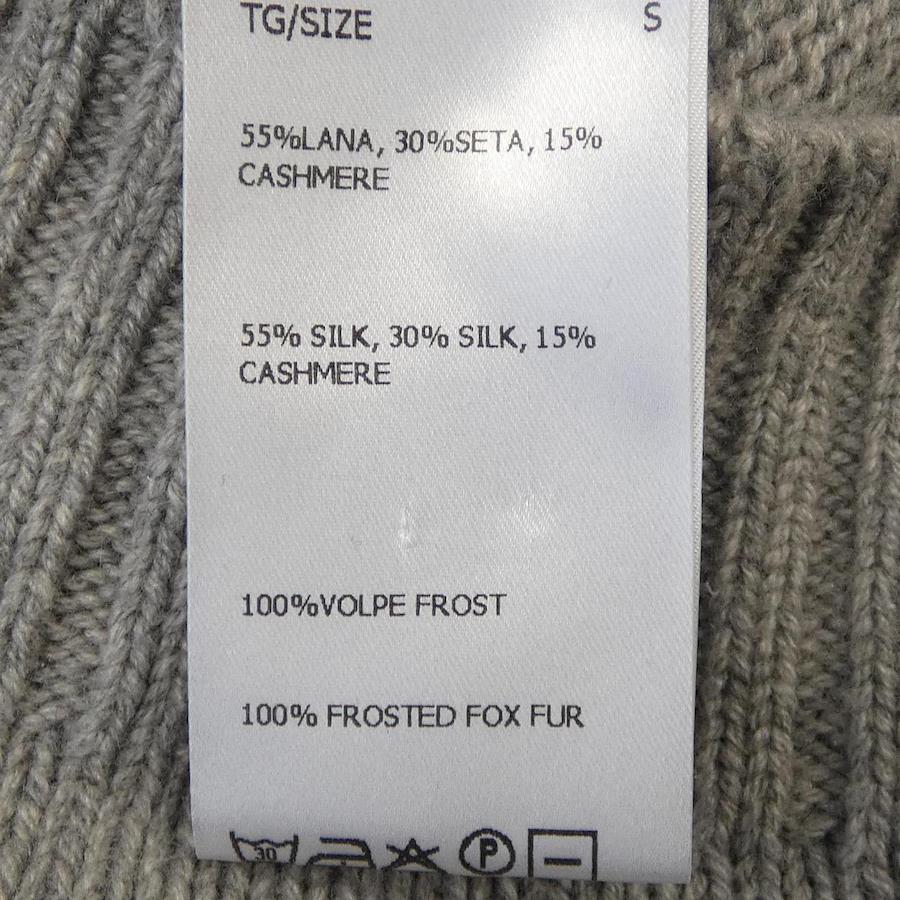 TG/SIZE S
55%LANA, 30%SETA, 15%
CASHMERE
55% SILK, 30% SILK, 15%
CASHMERE
100%VOLPE FROST
100% FROSTED FOX FUR
30 P